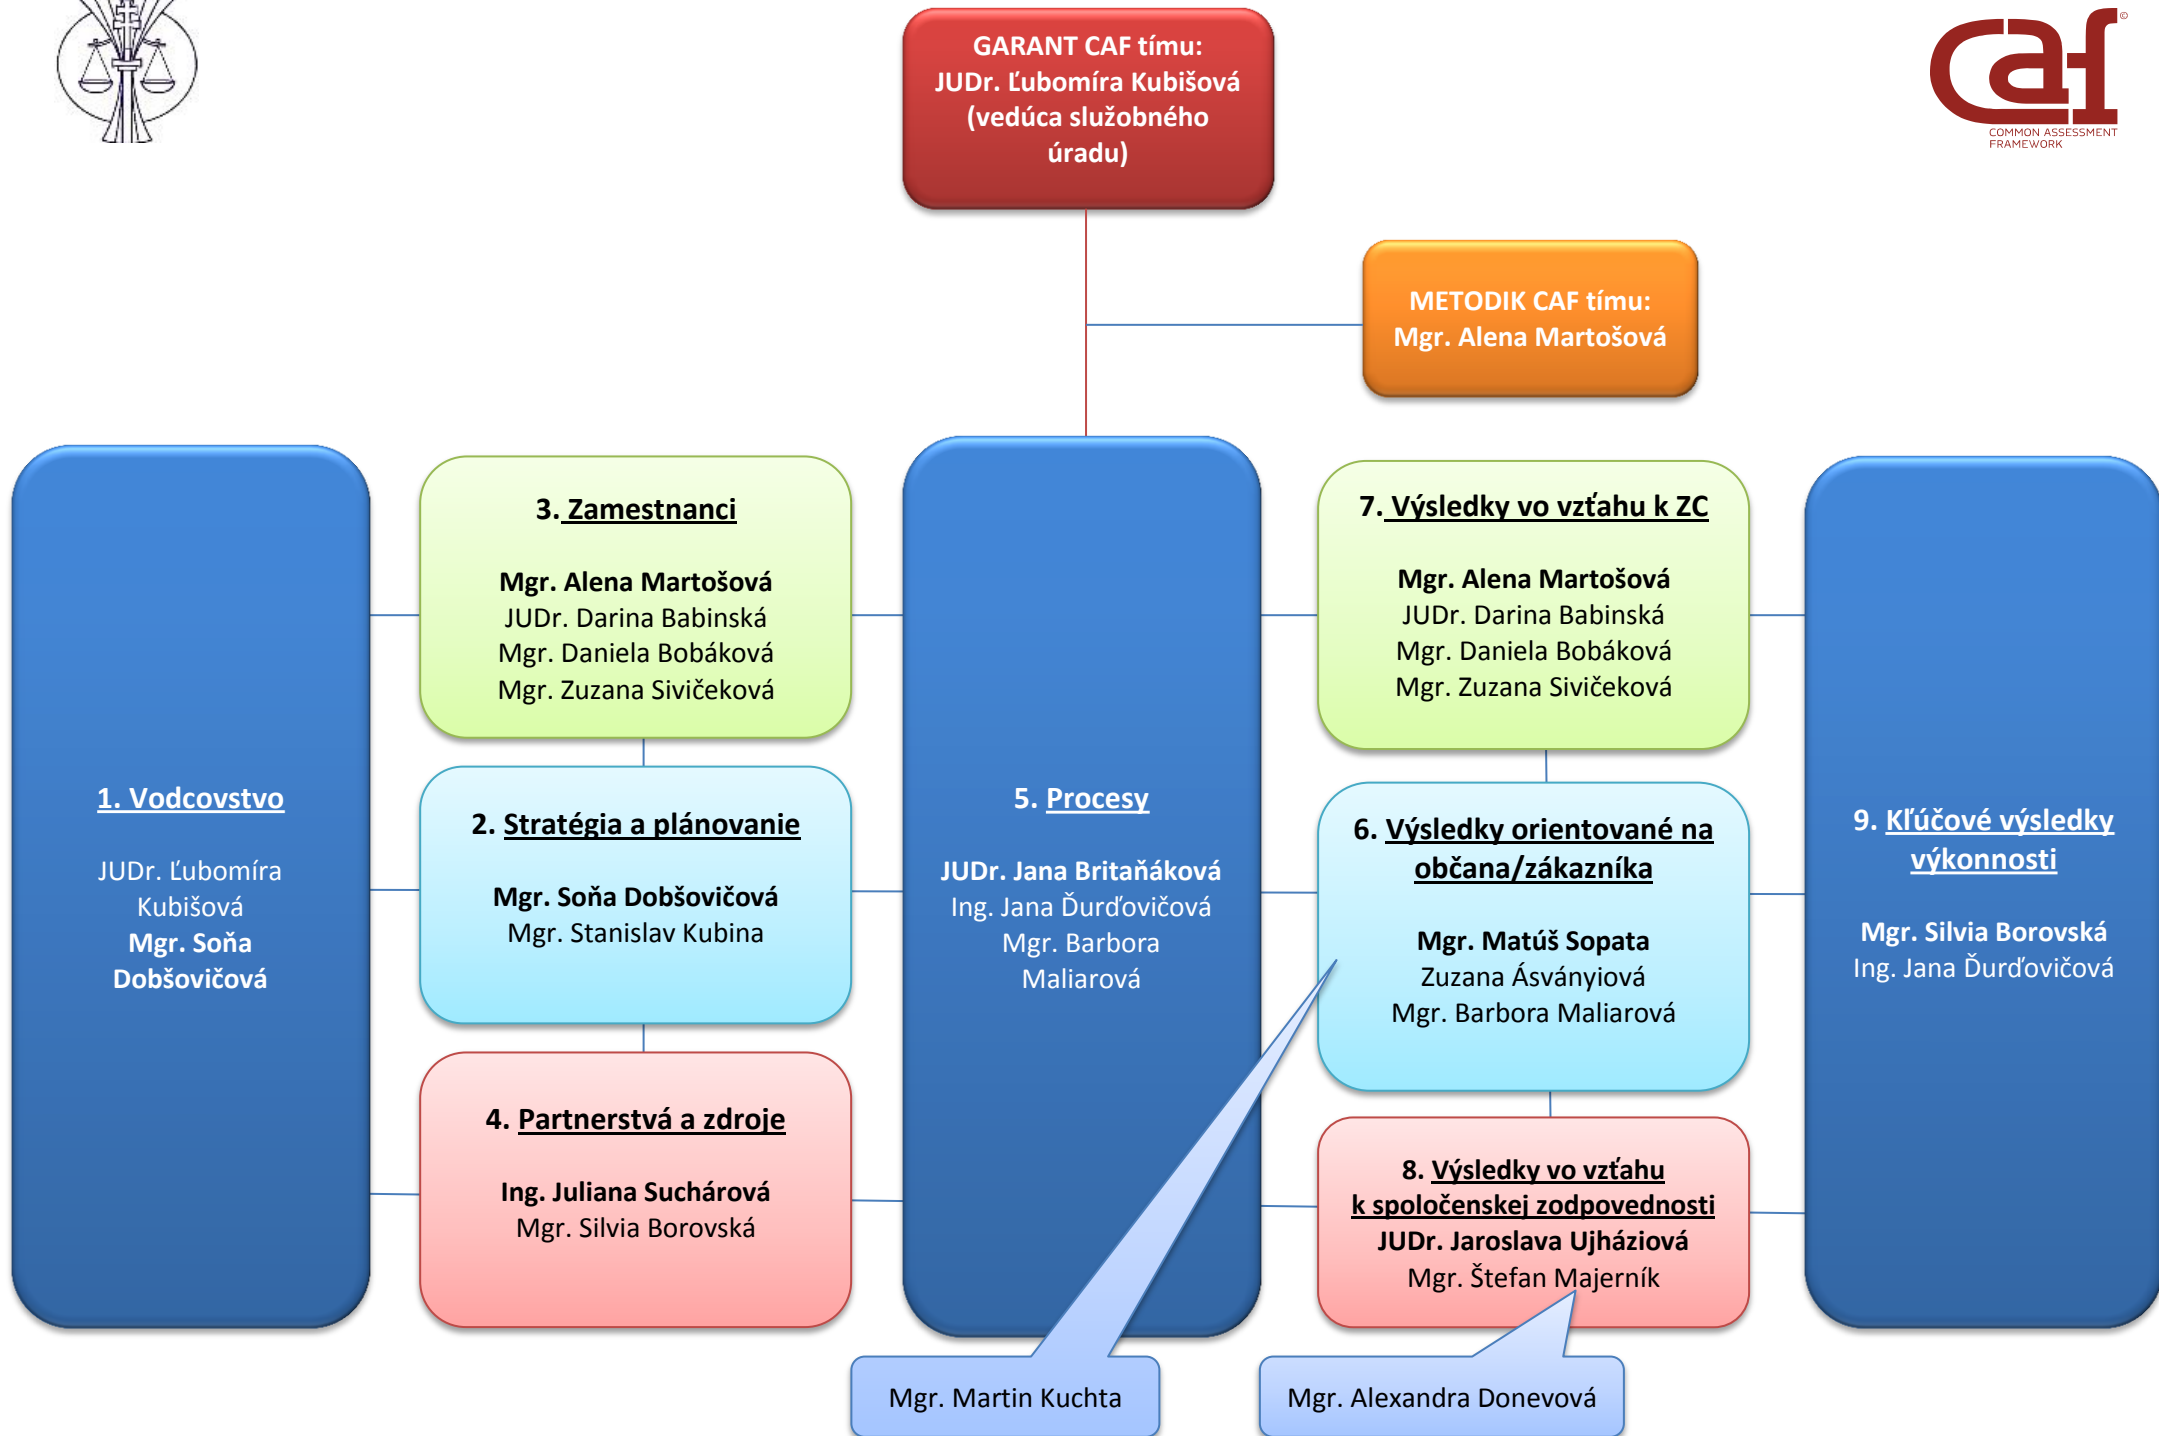 GARANT CAF tímu:
JUDr. Ľubomíra Kubišová
(vedúca služobného
úradu)
caf
©
COMMON ASSESSMENT
FRAMEWORK
METODIK CAF tímu:
Mgr. Alena Martošová
1. Vodcovstvo
JUDr. Ľubomíra
Kubišová
Mgr. Soňa
Dobšovičová
3. Zamestnanci
Mgr. Alena Martošová
JUDr. Darina Babinská
Mgr. Daniela Bobáková
Mgr. Zuzana Sivičeková
2. Stratégia a plánovanie
Mgr. Soňa Dobšovičová
Mgr. Stanislav Kubina
4. Partnerstvá a zdroje
Ing. Juliana Suchárová
Mgr. Silvia Borovská
5. Procesy
JUDr. Jana Britaňáková
Ing. Jana Ďurďovičová
Mgr. Barbora
Maliarová
7. Výsledky vo vzťahu k ZC
Mgr. Alena Martošová
JUDr. Darina Babinská
Mgr. Daniela Bobáková
Mgr. Zuzana Sivičeková
6. Výsledky orientované na
občana/zákazníka
Mgr. Matúš Sopata
Zuzana Ásványiová
Mgr. Barbora Maliarová
8. Výsledky vo vzťahu
k spoločenskej zodpovednosti
JUDr. Jaroslava Ujháziová
Mgr. Štefan Majerník
9. Kľúčové výsledky
výkonnosti
Mgr. Silvia Borovská
Ing. Jana Ďurďovičová
Mgr. Martin Kuchta
Mgr. Alexandra Donevová